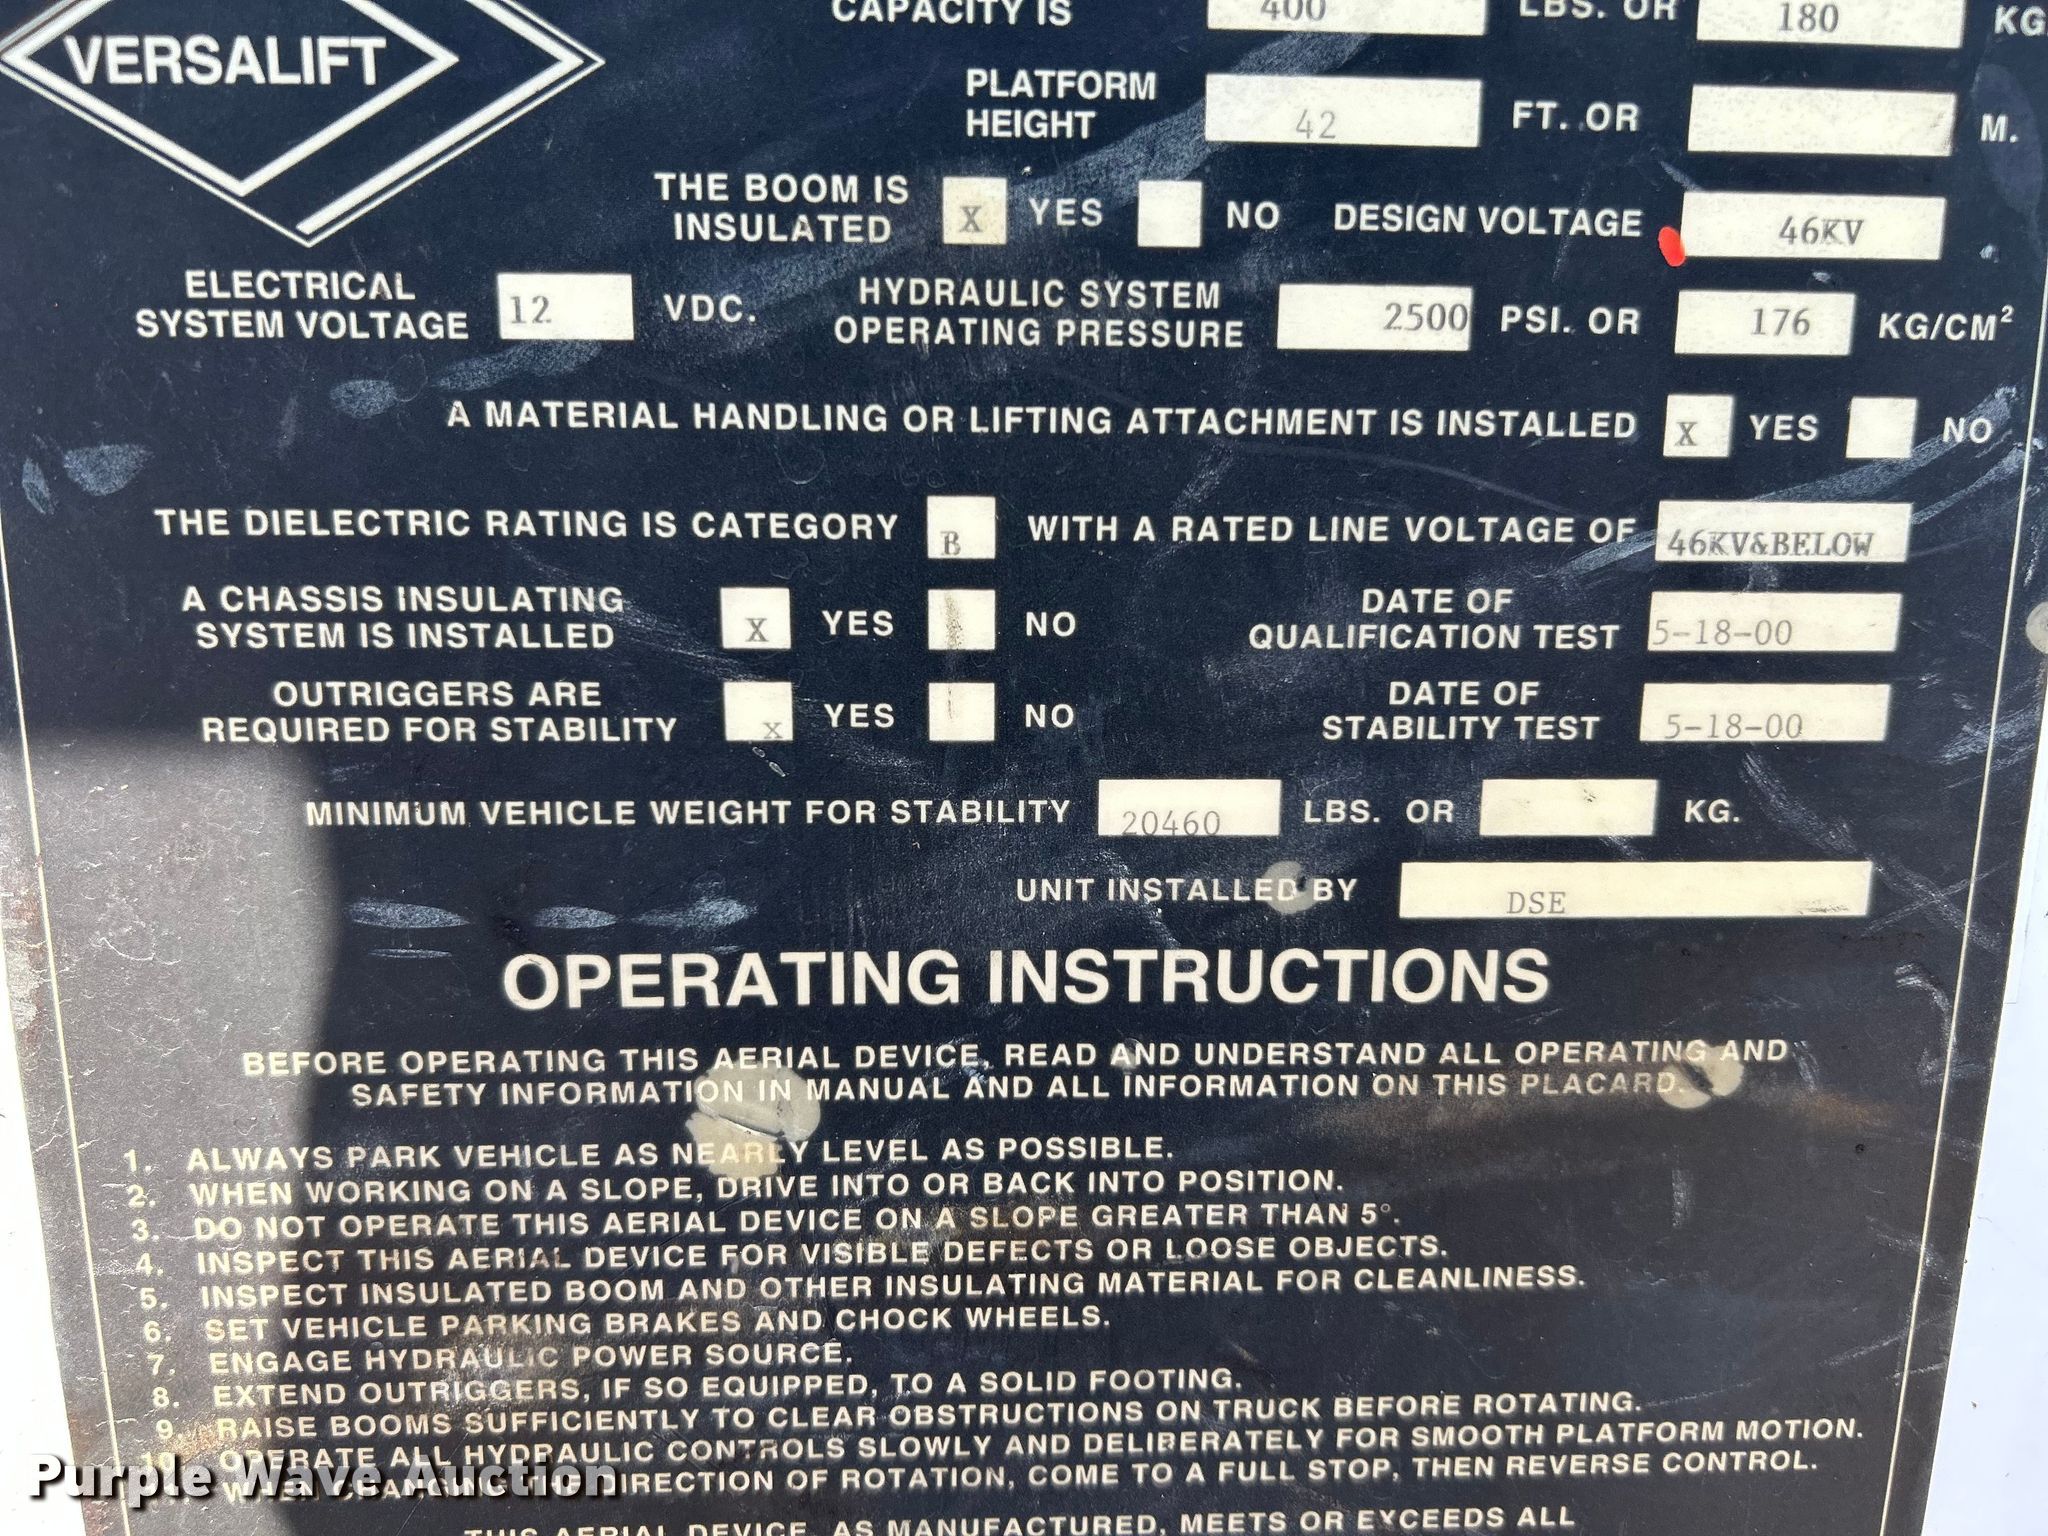 CAPACITY IS 400 LBS. OR 180 KG
VERSALIFT
PLATFORM
HEIGHT 42 FT. OR M.
THE BOOM IS
INSULATED X YES NO DESIGN VOLTAGE 46KV
ELECTRICAL
SYSTEM VOLTAGE 12 VDC.
HYDRAULIC SYSTEM
OPERATING PRESSURE 2500 PSI. OR 176 KG/CM²
A MATERIAL HANDLING OR LIFTING ATTACHMENT IS INSTALLED X YES NO
THE DIELECTRIC RATING IS CATEGORY B WITH A RATED LINE VOLTAGE OF 46KV&BELOW
A CHASSIS INSULATING
SYSTEM IS INSTALLED X YES NO
DATE OF
QUALIFICATION TEST 5-18-00
OUTRIGGERS ARE
REQUIRED FOR STABILITY x YES NO
DATE OF
STABILITY TEST 5-18-00
MINIMUM VEHICLE WEIGHT FOR STABILITY 20460 LBS. OR KG.
UNIT INSTALLED BY DSE
OPERATING INSTRUCTIONS
BEFORE OPERATING THIS AERIAL DEVICE, READ AND UNDERSTAND ALL OPERATING AND
SAFETY INFORMATION IN MANUAL AND ALL INFORMATION ON THIS PLACARD.
1. ALWAYS PARK VEHICLE AS NEARLY LEVEL AS POSSIBLE.
2. WHEN WORKING ON A SLOPE, DRIVE INTO OR BACK INTO POSITION.
3. DO NOT OPERATE THIS AERIAL DEVICE ON A SLOPE GREATER THAN 5°.
4. INSPECT THIS AERIAL DEVICE FOR VISIBLE DEFECTS OR LOOSE OBJECTS.
5. INSPECT INSULATED BOOM AND OTHER INSULATING MATERIAL FOR CLEANLINESS.
6. SET VEHICLE PARKING BRAKES AND CHOCK WHEELS.
7. ENGAGE HYDRAULIC POWER SOURCE.
8. EXTEND OUTRIGGERS, IF SO EQUIPPED, TO A SOLID FOOTING.
9. RAISE BOOMS SUFFICIENTLY TO CLEAR OBSTRUCTIONS ON TRUCK BEFORE ROTATING.
10. OPERATE ALL HYDRAULIC CONTROLS SLOWLY AND DELIBERATELY FOR SMOOTH PLATFORM MOTION.
WHEN CHANGING THE DIRECTION OF ROTATION, COME TO A FULL STOP, THEN REVERSE CONTROL.
THIS AERIAL DEVICE, AS MANUFACTURED, MEETS OR EXCEEDS ALL
Purple Wave Auction